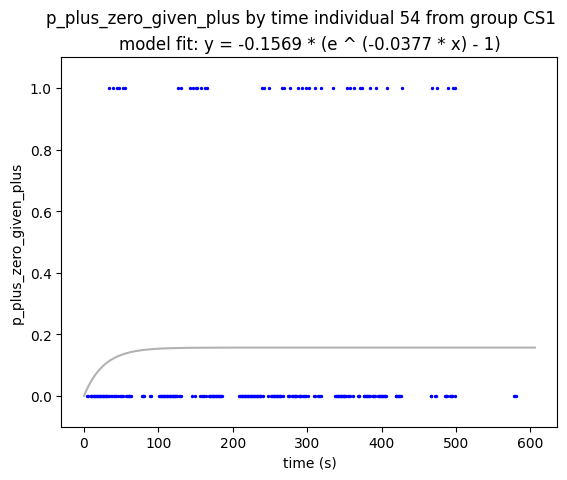 p_plus_zero_given_plus by time individual 54 from group CS1
model fit: y = -0.1569 * (e ^ (-0.0377 * x) - 1)
1.0
0.8
0.6
0.4
0.2
0.0
p_plus_zero_given_plus
0 100 200 300 400 500 600
time (s)